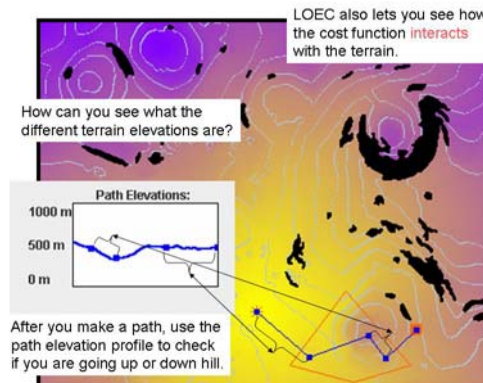 LOEC also lets you see how
the cost function interacts
with the terrain.
How can you see what the
different terrain elevations are?
Path Elevations:
1000 m
500 m
0 m
After you make a path, use the
path elevation profile to check
if you are going up or down hill.